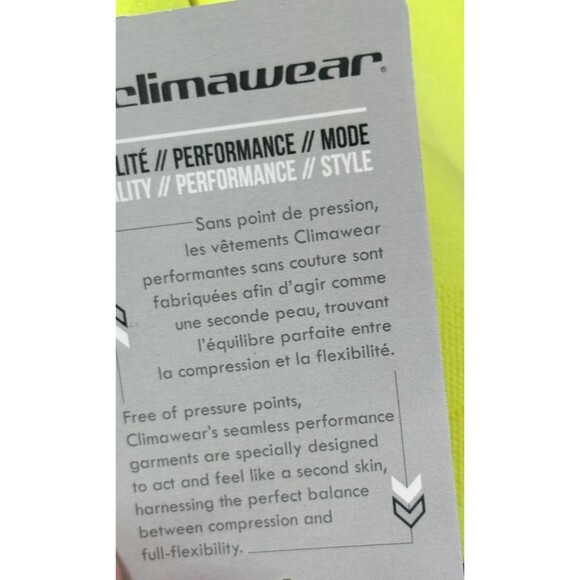 climawear®
LITÉ // PERFORMANCE // MODE
ALITY // PERFORMANCE // STYLE
Sans point de pression,
les vêtements Climawear
performantes sans couture sont
fabriquées afin d'agir comme
une seconde peau, trouvant
l'équilibre parfaite entre
la compression et la flexibilité.
Free of pressure points,
Climawear's seamless performance
garments are specially designed
to act and feel like a second skin,
harnessing the perfect balance
between compression and
full-flexibility.